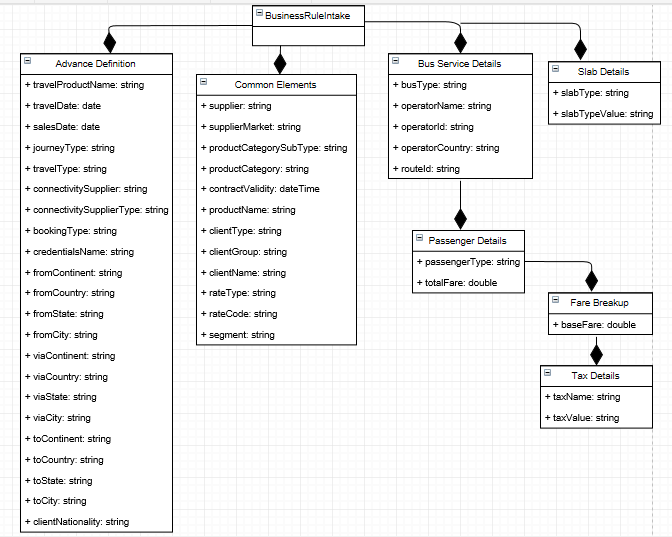 BusinessRuleIntake
Advance Definition
+ travelProductName: string
+ travelDate: date
+ salesDate: date
+ journeyType: string
+ travelType: string
+ connectivitySupplier: string
+ connectivitySupplierType: string
+ bookingType: string
+ credentialsName: string
+ fromContinent: string
+ fromCountry: string
+ fromState: string
+ fromCity: string
+ viaContinent: string
+ viaCountry: string
+ viaState: string
+ viaCity: string
+ toContinent: string
+ toCountry: string
+ toState: string
+ toCity: string
+ clientNationality: string
Common Elements
+ supplier: string
+ supplierMarket: string
+ productCategorySubType: string
+ productCategory: string
+ contractValidity: dateTime
+ productName: string
+ clientType: string
+ clientGroup: string
+ clientName: string
+ rateType: string
+ rateCode: string
+ segment: string
Bus Service Details
+ busType: string
+ operatorName: string
+ operatorId: string
+ operatorCountry: string
+ routeId: string
Slab Details
+ slabType: string
+ slabTypeValue: string
Passenger Details
+ passengerType: string
+ totalFare: double
Fare Breakup
+ baseFare: double
Tax Details
+ taxName: string
+ taxValue: string